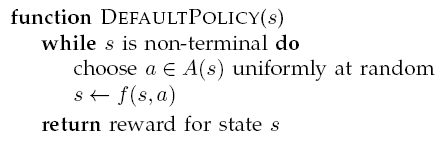 function DEFAULTPOLICY(s)
while s is non-terminal do
choose a ∈ A(s) uniformly at random
s ← f(s, a)
return reward for state s